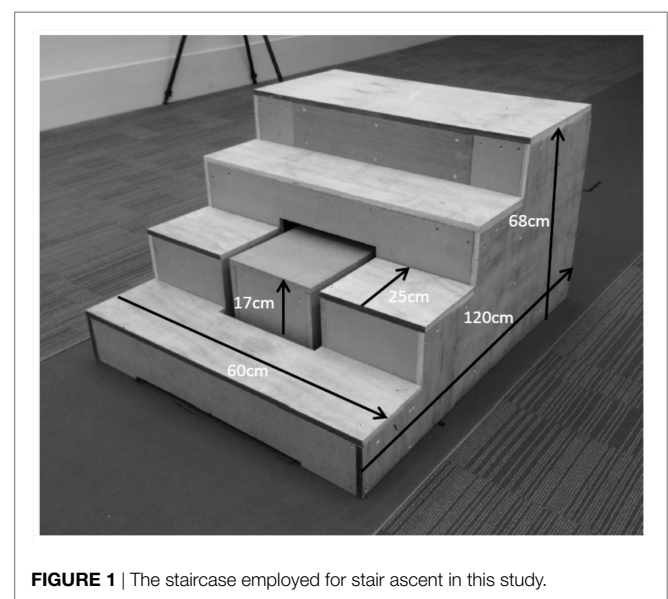 68cm
25cm
17cm
120cm
60cm
FIGURE 1 | The staircase employed for stair ascent in this study.